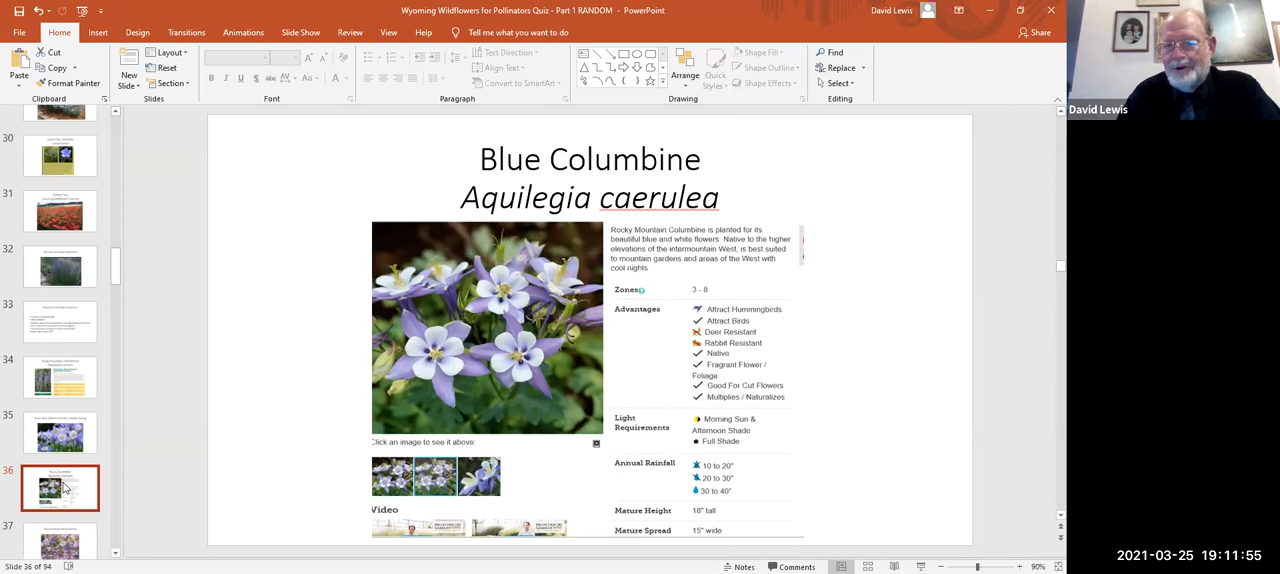 Wyoming Wildflowers for Pollinators Quiz - Part 1 RANDOM - PowerPoint
David Lewis
File Home Insert Design Transitions Animations Slide Show Review View Help Tell me what you want to do Share
Paste
Cut
Copy
Format Painter
Clipboard
New Slide
Layout
Reset
Section
Slides
Font
Text Direction
Align Text
Convert to SmartArt
Paragraph
Arrange
Quick Styles
Shape Fill
Shape Outline
Shape Effects
Drawing
Find
Replace
Select
Editing
David Lewis
30
31
32
33
34
35
36
37
Blue Columbine
Aquilegia caerulea
Rocky Mountain Columbine is planted for its
beautiful blue and white flowers. Native to the higher
elevations of the intermountain West, is best suited
to mountain gardens and areas of the West with
cool nights
Zones 3 - 8
Advantages Attract Hummingbirds
Attract Birds
Deer Resistant
Rabbit Resistant
Native
Fragrant Flower /
Foliage
Good For Cut Flowers
Multiplies / Naturalizes
Light
Requirements
Morning Sun &
Afternoon Shade
Full Shade
Annual Rainfall 10 to 20"
20 to 30"
30 to 40"
Mature Height 18" tall
Mature Spread 15" wide
Click an image to see it above:
Video
Slide 36 of 94
Notes
Comments
90%
2021-03-25 19:11:55